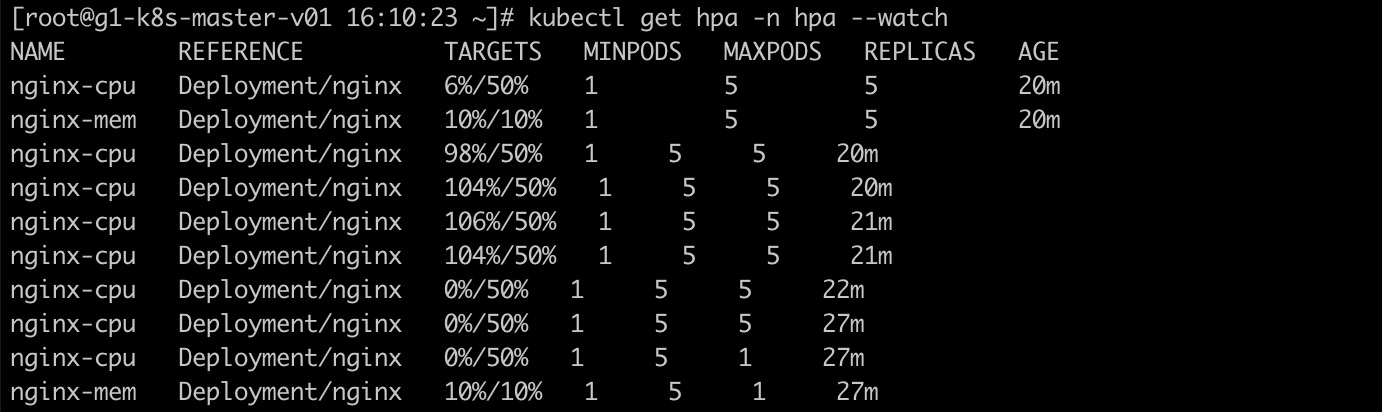 [root@g1-k8s-master-v01 16:10:23 ~]# kubectl get hpa -n hpa --watch
NAME        REFERENCE          TARGETS   MINPODS   MAXPODS   REPLICAS   AGE
nginx-cpu   Deployment/nginx   6%/50%    1         5         5          20m
nginx-mem   Deployment/nginx   10%/10%   1         5         5          20m
nginx-cpu   Deployment/nginx   98%/50%   1     5     5     20m
nginx-cpu   Deployment/nginx   104%/50%   1     5     5     20m
nginx-cpu   Deployment/nginx   106%/50%   1     5     5     21m
nginx-cpu   Deployment/nginx   104%/50%   1     5     5     21m
nginx-cpu   Deployment/nginx   0%/50%   1     5     5     22m
nginx-cpu   Deployment/nginx   0%/50%   1     5     5     27m
nginx-cpu   Deployment/nginx   0%/50%   1     5     1     27m
nginx-mem   Deployment/nginx   10%/10%   1     5     1     27m